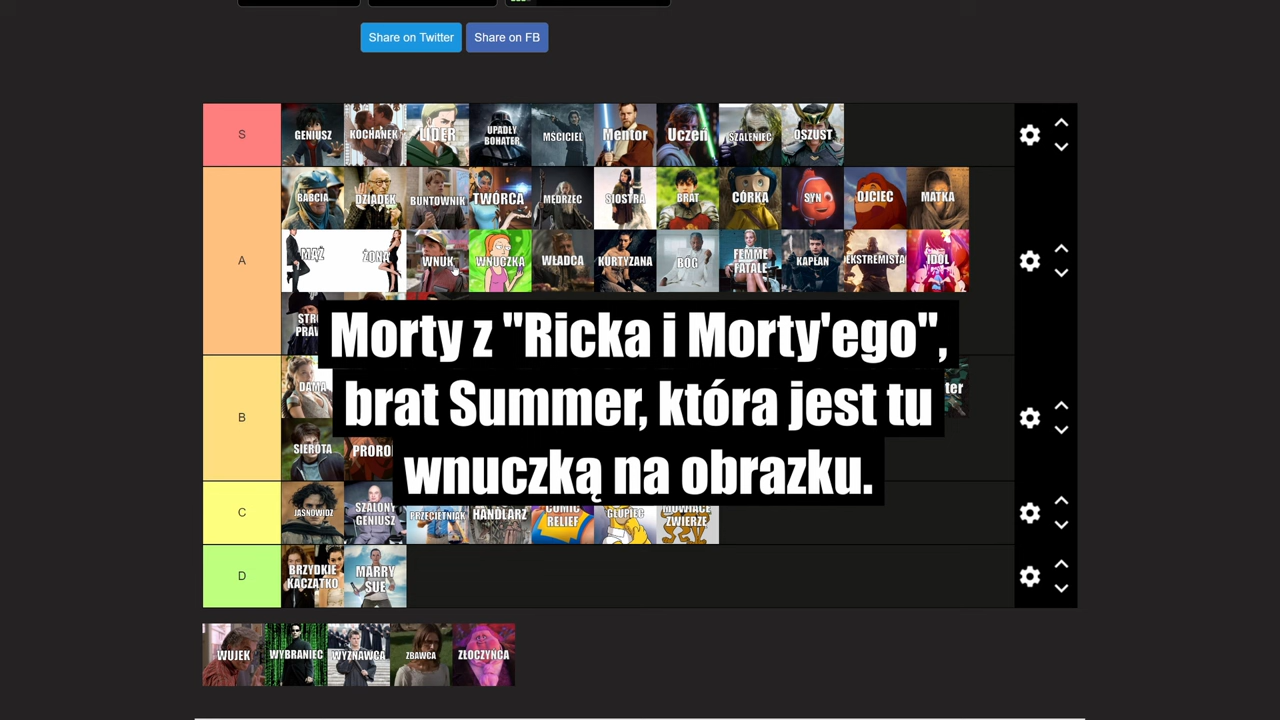 Share on Twitter Share on FB
S GENIUSZ KOCHANEK LIDER UPADŁY BOHATER MŚCICIEL Mentor Uczeń SZALENIEC OSZUST
BABCIA DZIADEK BUNTOWNIK TWÓRCA MĘDRZEC SIOSTRA BRAT CÓRKA SYN OJCIEC MATKA
A MĄŻ ŻONA WNUK WNUCZKA WŁADCA KURTYZANA BÓG FEMME FATALE KAPŁAN EKSTREMISTA IDOL
Morty z "Ricka i Morty'ego",
brat Summer, która jest tu
wnuczką na obrazku.
DAMA
B
SIEROTA
C JASNOWIDZ SZALONY GENIUSZ PRZECIĘTNIAK HANDLARZ COMIC RELIEF GŁUPIEC MÓWIĄCE ZWIERZĘ
D BRZYDKIE KACZĄTKO MARRY SUE
WUJEK WYBRANIEC WYZNAWCA ZBAWCA ZŁOCZYŃCA